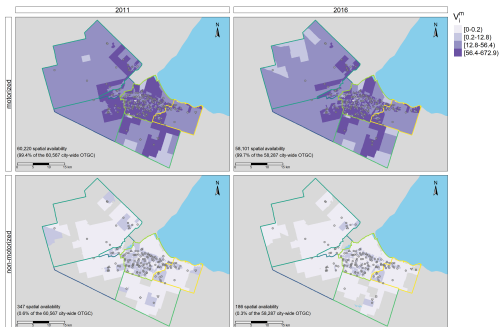 2011
2016
V_i^m
[0-0.2)
[0.2-12.8)
[12.8-56.4)
[56.4-672.9)
motorized
N
N
60,220 spatial availability
(99.4% of the 60,567 city-wide OTGC)
58,101 spatial availability
(99.7% of the 58,287 city-wide OTGC)
non-motorized
N
N
347 spatial availability
(0.6% of the 60,567 city-wide OTGC)
spatial availability
(0.3% of the 58,287 city-wide OTGC)